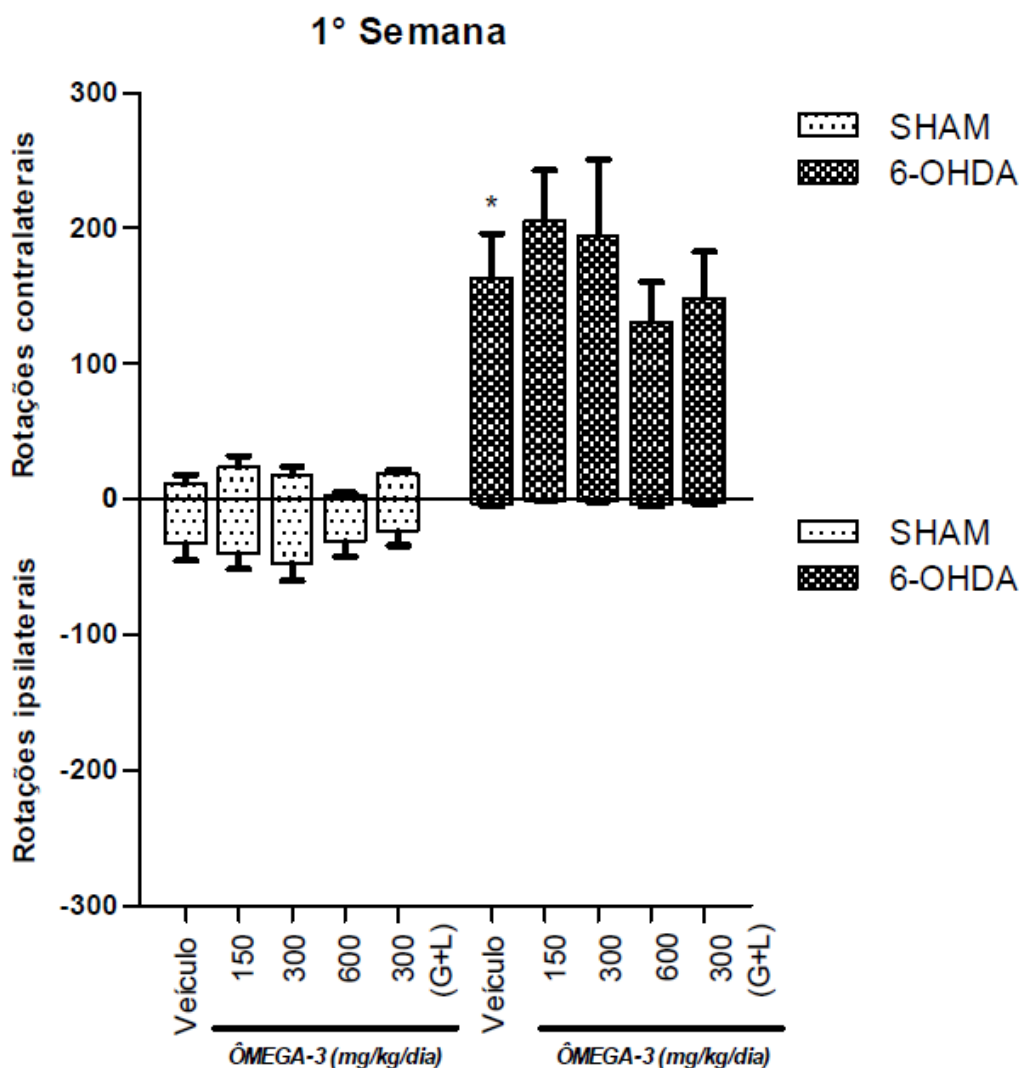 1° Semana
Rotações contralaterais
Rotações ipsilaterais
300
200
100
0
-100
-200
-300
*
SHAM
6-OHDA
SHAM
6-OHDA
Veículo
150
300
600
300
(G+L)
Veículo
150
300
600
300
(G+L)
ÔMEGA-3 (mg/kg/dia)
ÔMEGA-3 (mg/kg/dia)